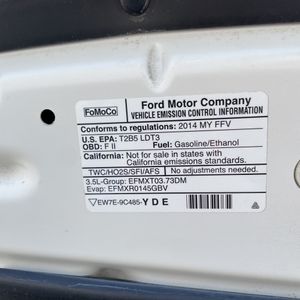 FoMoCo
Ford Motor Company
VEHICLE EMISSION CONTROL INFORMATION
Conforms to regulations: 2014 MY FFV
U.S. EPA: T2B5 LDT3
OBD: F II Fuel: Gasoline/Ethanol
California: Not for sale in states with
California emissions standards.
TWC/HO2S/SFI/AFS No adjustments needed.
3.5L-Group: EFMXT03.73DM
Evap: EFMXR0145GBV
EW7E-9C485-YDE